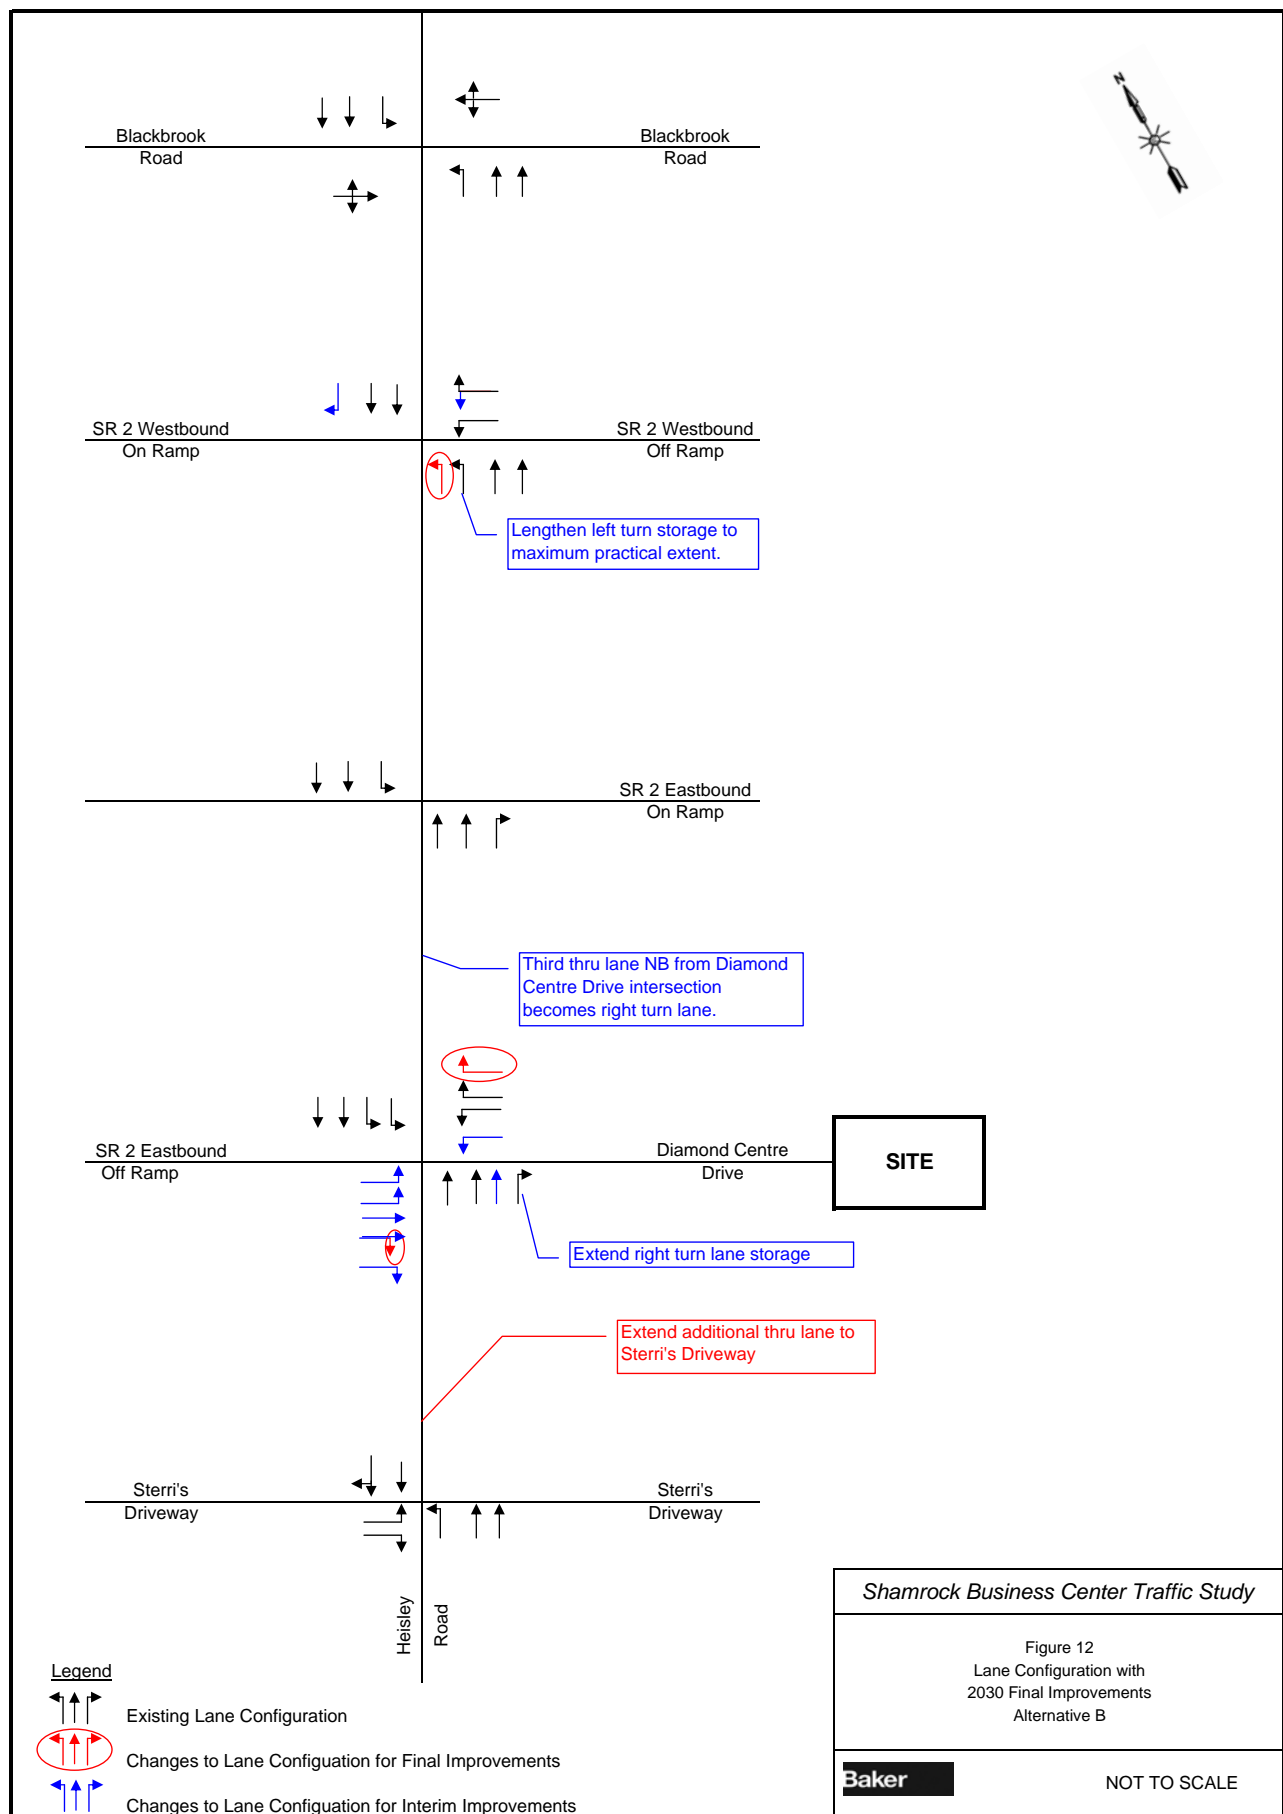 N
Blackbrook
Road
Blackbrook
Road
SR 2 Westbound
On Ramp
SR 2 Westbound
Off Ramp
Lengthen left turn storage to
maximum practical extent.
SR 2 Eastbound
On Ramp
Third thru lane NB from Diamond
Centre Drive intersection
becomes right turn lane.
SR 2 Eastbound
Off Ramp
Diamond Centre
Drive
SITE
Extend right turn lane storage
Extend additional thru lane to
Sterri's Driveway
Sterri's
Driveway
Sterri's
Driveway
Heisley
Road
Legend
Existing Lane Configuration
Changes to Lane Configuation for Final Improvements
Changes to Lane Configuation for Interim Improvements
Shamrock Business Center Traffic Study
Figure 12
Lane Configuration with
2030 Final Improvements
Alternative B
Baker
NOT TO SCALE